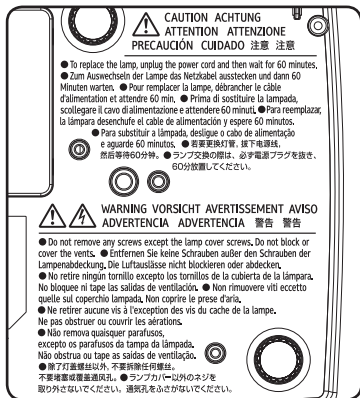 CAUTION ACHTUNG
ATTENTION ATTENZIONE
PRECAUCIÓN CUIDADO 注意 注意
● To replace the lamp, unplug the power cord and then wait for 60 minutes.
● Zum Auswechseln der Lampe das Netzkabel ausstecken und dann 60
Minuten warten. ● Pour remplacer la lampe, débrancher le câble
d'alimentation et attendre 60 min. ● Prima di sostituire la lampada,
scollegare il cavo di alimentazione e attendere 60 minuti. ● Para reemplazar,
la lámpara desenchufe el cable de alimentación y espere 60 minutos.
● Para substituir a lâmpada, desligue o cabo de alimentação
e aguarde 60 minutos. ● 若要更换灯管, 拔下电源线,
然后等待60分钟。 ● ランプ交換の際は、必ず電源プラグを抜き、
60分放置してください。
WARNING VORSICHT AVERTISSEMENT AVISO
ADVERTENCIA ADVERTENCIA 警告 警告
● Do not remove any screws except the lamp cover screws. Do not block or
cover the vents. ● Entfernen Sie keine Schrauben außer den Schrauben der
Lampenabdeckung. Die Luftauslässe nicht blockieren oder abdecken.
● No retire ningún tornillo excepto los tornillos de la cubierta de la lámpara.
No bloquee ni tape las salidas de ventilación. ● Non rimuovere viti eccetto
quelle sul coperchio lampada. Non coprire le prese d'aria.
● Ne retirer aucune vis à l'exception des vis du cache de la lampe.
Ne pas obstruer ou couvrir les aérations.
● Não remova quaisquer parafusos,
excepto os parafusos da tampa da lâmpada.
Não obstrua ou tape as saídas de ventilação.
● 除了灯盖螺丝以外, 不要拆除任何螺丝。
不要堵塞或覆盖通风孔。 ● ランプカバー以外のネジを
取り外さないでください。通気孔をふさがないでください。